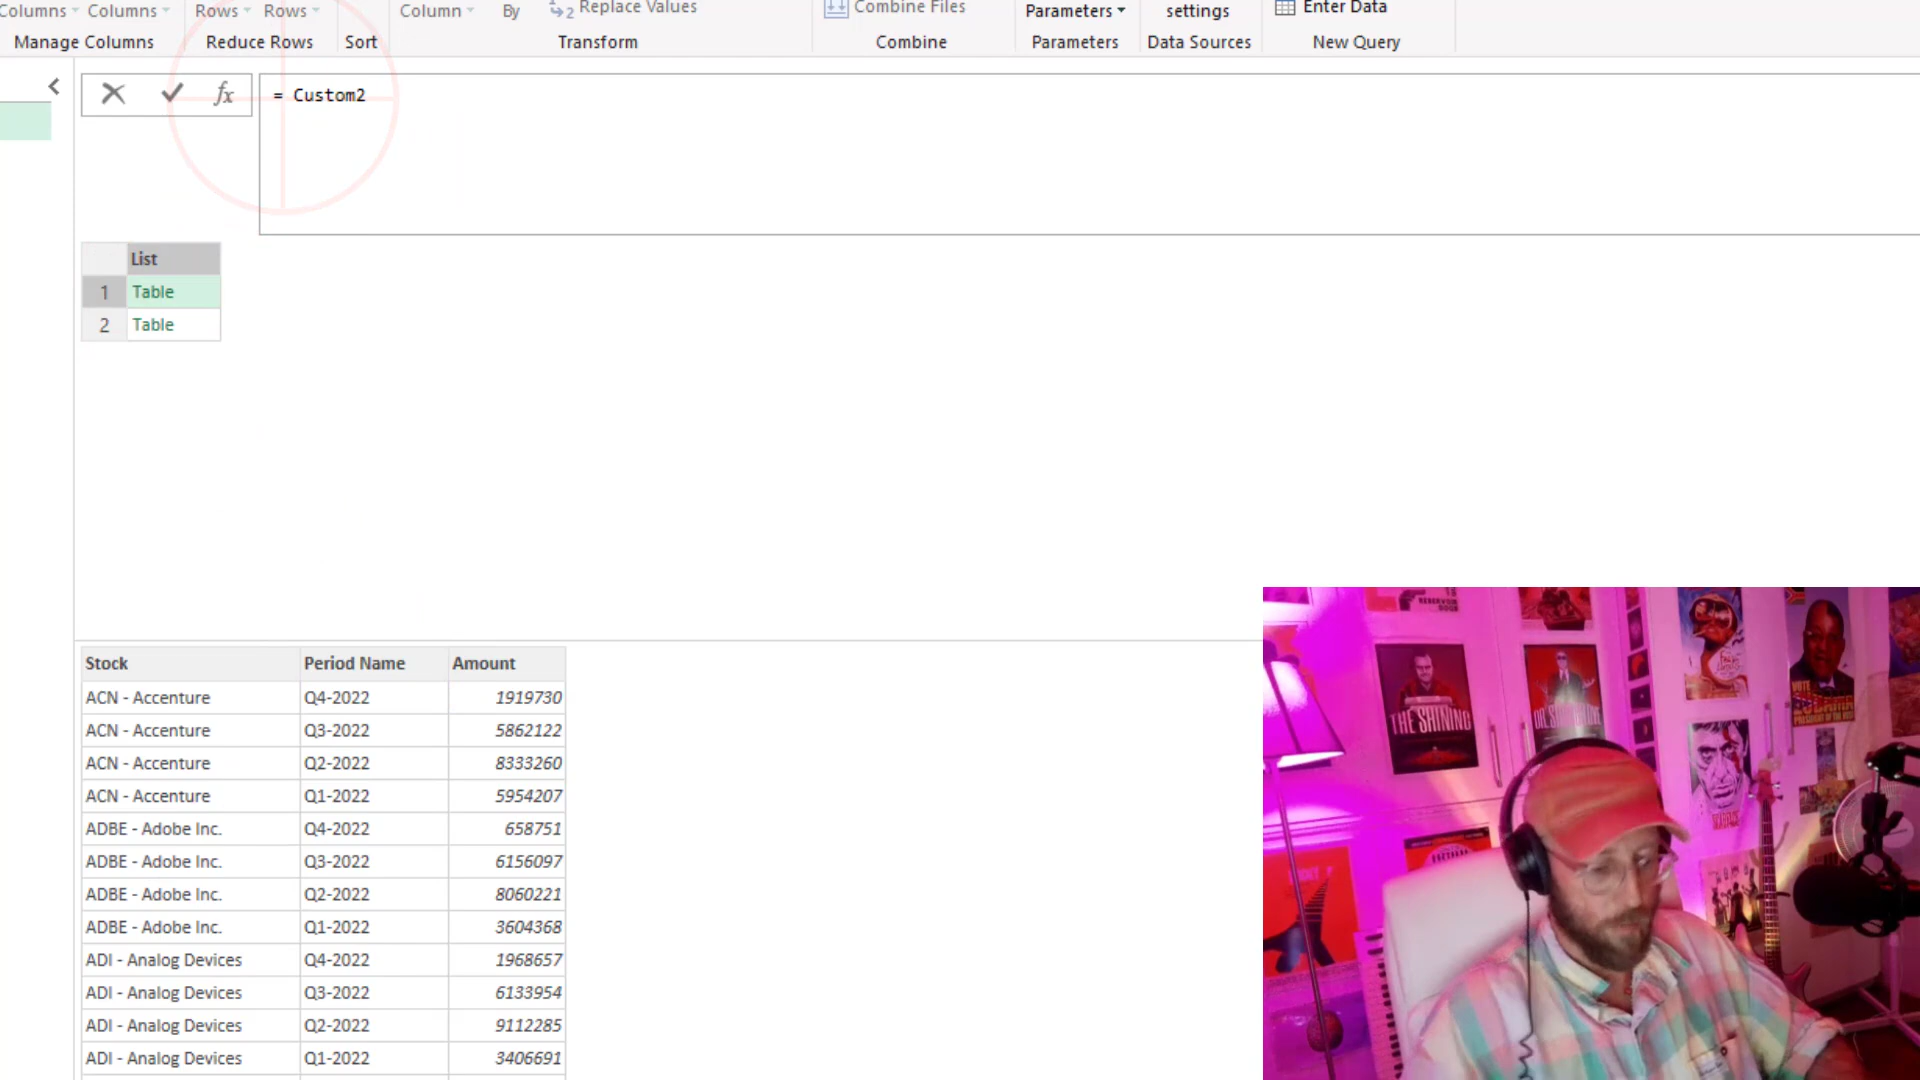 Columns Columns Rows Rows Column By Replace Values Combine Files Parameters settings Enter Data
Manage Columns Reduce Rows Sort Transform Combine Parameters Data Sources New Query
fx = Custom2
List
1 Table
2 Table
Stock Period Name Amount
ACN - Accenture Q4-2022 1919730
ACN - Accenture Q3-2022 5862122
ACN - Accenture Q2-2022 8333260
ACN - Accenture Q1-2022 5954207
ADBE - Adobe Inc. Q4-2022 658751
ADBE - Adobe Inc. Q3-2022 6156097
ADBE - Adobe Inc. Q2-2022 8060221
ADBE - Adobe Inc. Q1-2022 3604368
ADI - Analog Devices Q4-2022 1968657
ADI - Analog Devices Q3-2022 6133954
ADI - Analog Devices Q2-2022 9112285
ADI - Analog Devices Q1-2022 3406691
RESERVOIR
DOGS
THE SHINING
VOTE